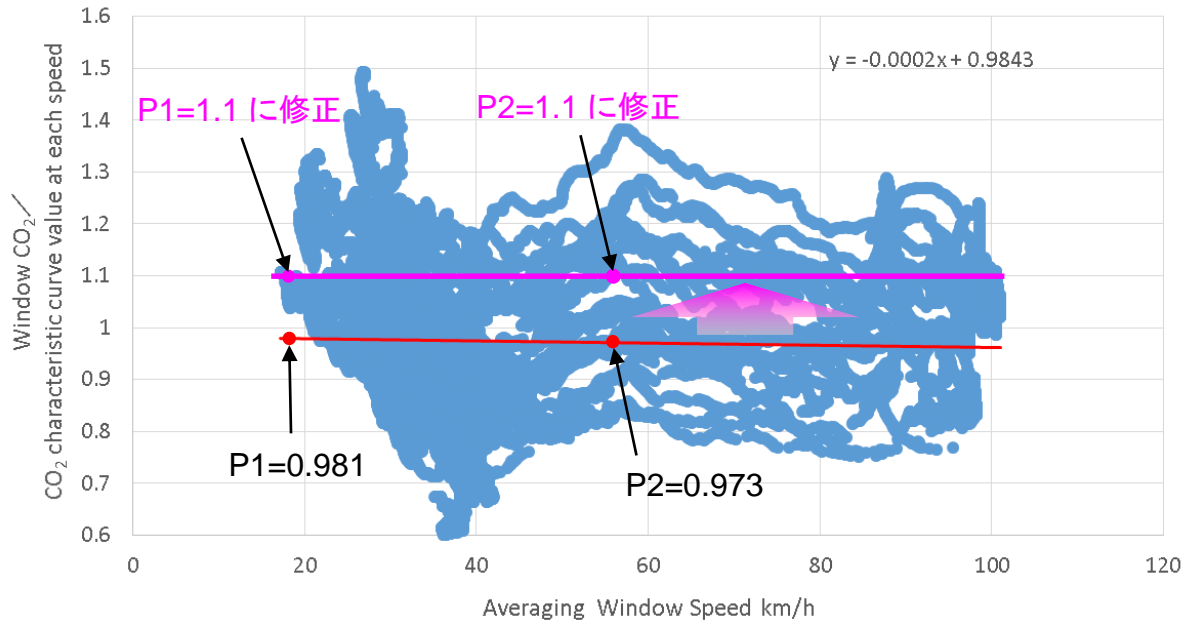 1.6
1.5
1.4
1.3
1.2
1.1
1
0.9
0.8
0.7
0.6
0
20
40
60
80
100
120
Window CO₂／
CO₂ characteristic curve value at each speed
Averaging Window Speed km/h
y = -0.0002x + 0.9843
P1=1.1 に修正
P2=1.1 に修正
P1=0.981
P2=0.973